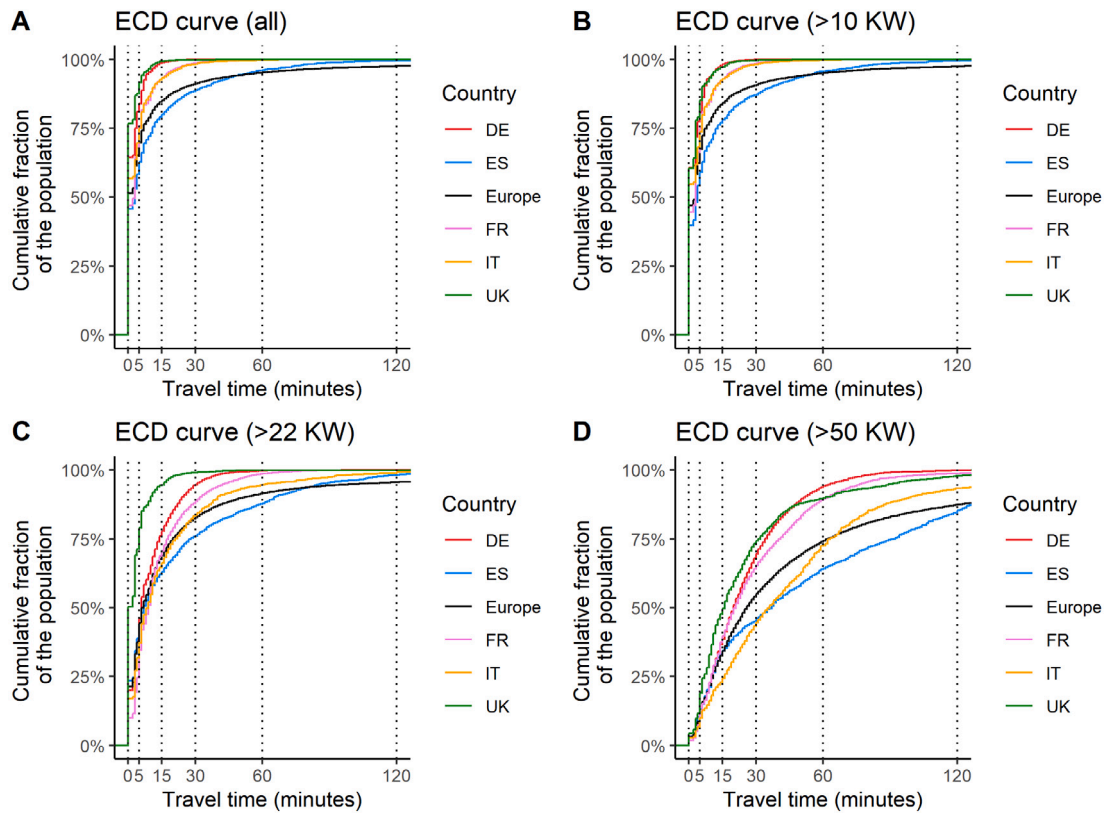 A
ECD curve (all)
Cumulative fraction
of the population
100%
75%
50%
25%
0%
0 5 15 30 60 120
Travel time (minutes)
Country
DE
ES
Europe
FR
IT
UK
B
ECD curve (>10 KW)
Cumulative fraction
of the population
100%
75%
50%
25%
0%
0 5 15 30 60 120
Travel time (minutes)
Country
DE
ES
Europe
FR
IT
UK
C
ECD curve (>22 KW)
Cumulative fraction
of the population
100%
75%
50%
25%
0%
0 5 15 30 60 120
Travel time (minutes)
Country
DE
ES
Europe
FR
IT
UK
D
ECD curve (>50 KW)
Cumulative fraction
of the population
100%
75%
50%
25%
0%
0 5 15 30 60 120
Travel time (minutes)
Country
DE
ES
Europe
FR
IT
UK